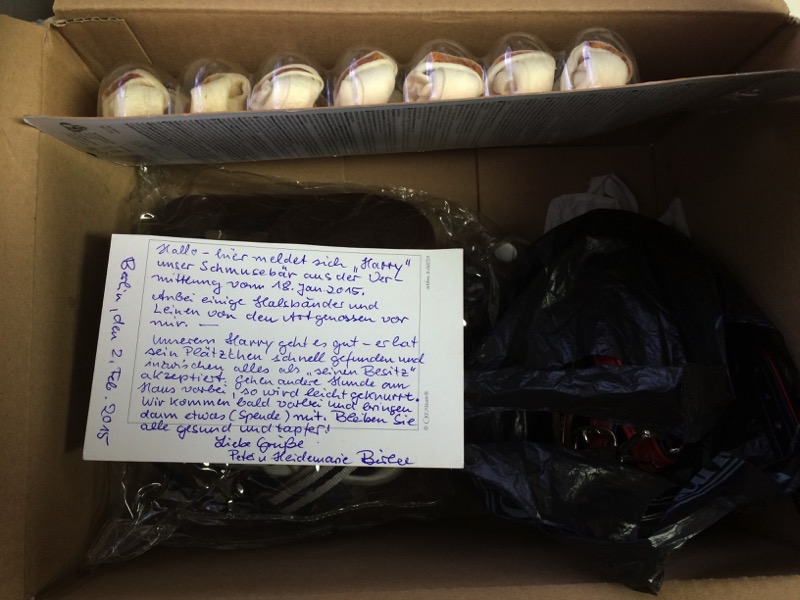 Hallo - hier meldet sich „Harry"
unser Schmusebär aus der Ver-
mittlung vom 18. Jan. 2015.
Anbei einige Halsbänder und
Leinen von den Artgenossen vor
mir. —
Unserem Harry geht es gut - er hat
sein Plätzchen schnell gefunden und
inzwischen alles als „seinen Besitz"
akzeptiert. Gehen andere Hunde am
Haus vorbei, so wird leicht geknurrt.
Wir kommen bald vorbei und bringen
dann etwas (Spende) mit. Bleiben Sie
alle gesund und tapfer!
Liebe Grüße
Peter u Heidemarie
Berlin, den 2. Feb. 2015